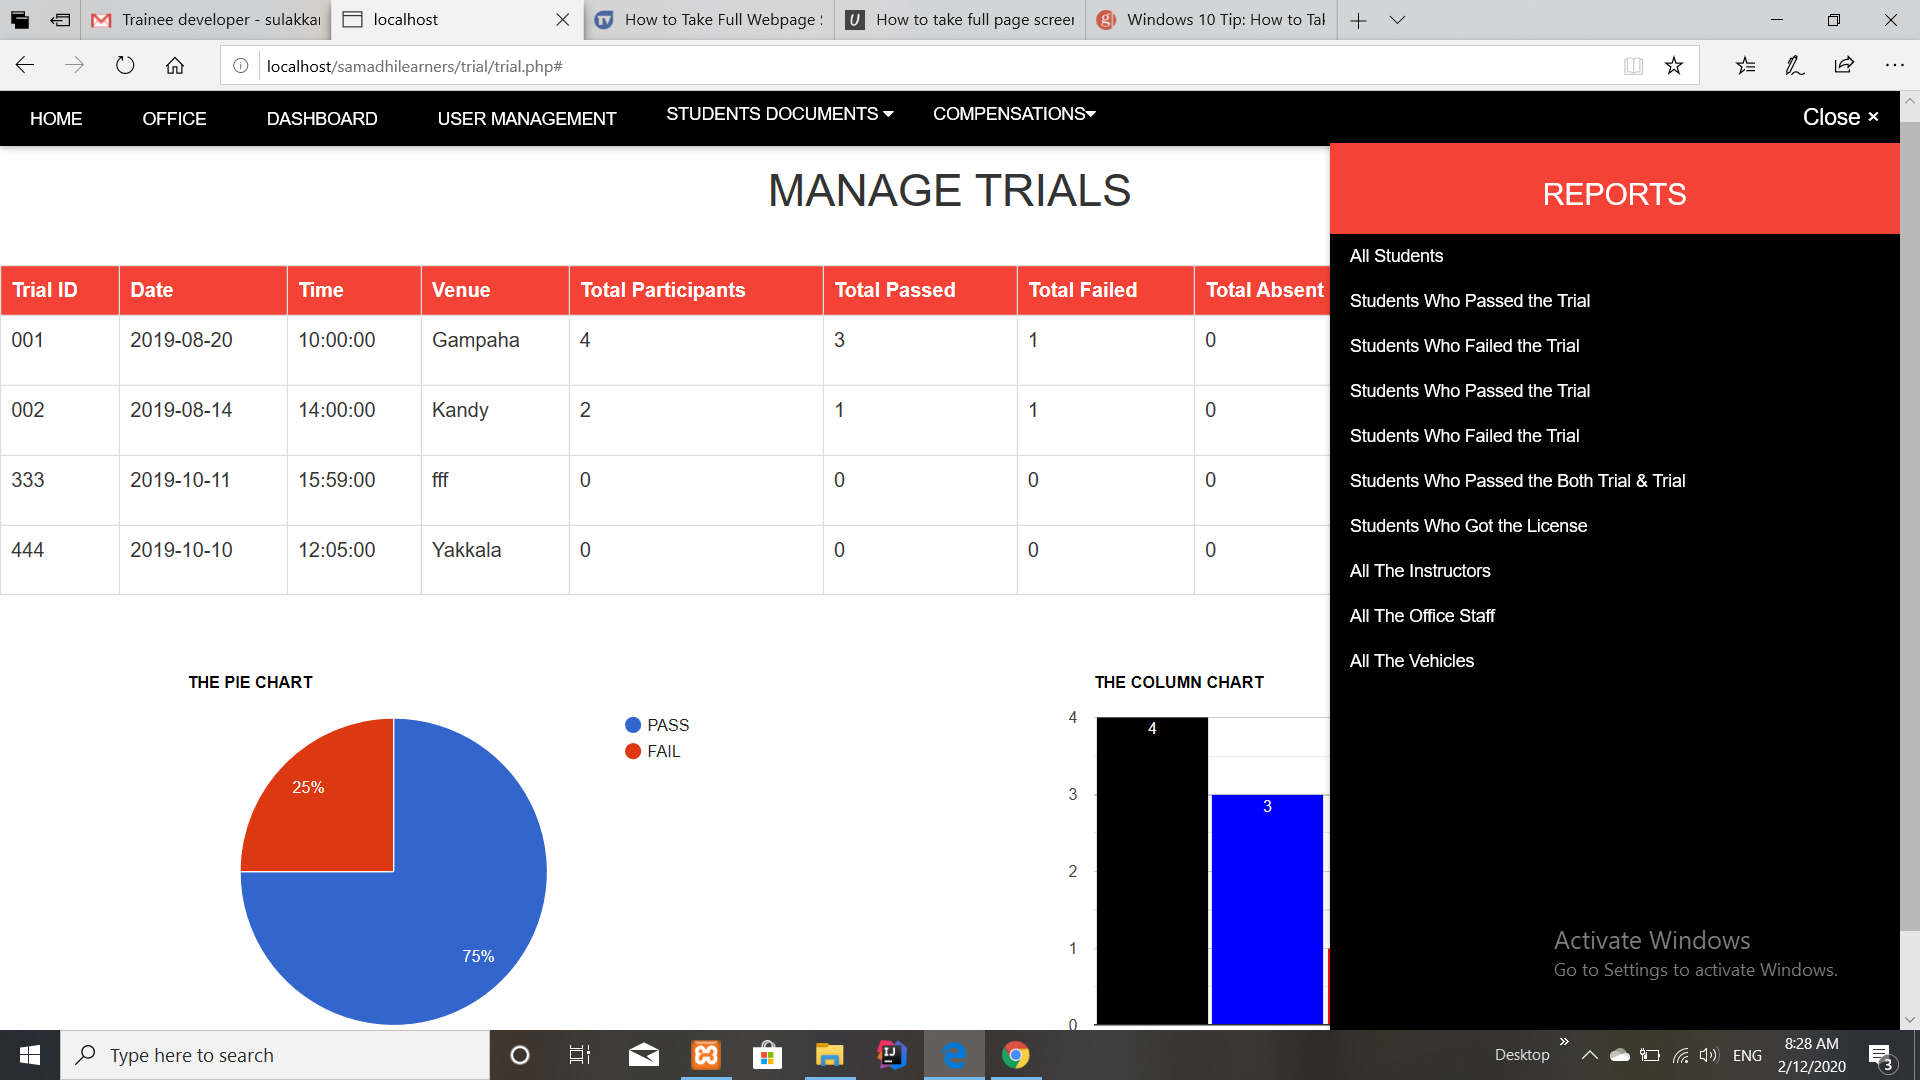 Trainee developer - sulakka
localhost
How to Take Full Webpage
How to take full page screen
Windows 10 Tip: How to Ta
localhost/samadhilearners/trial/trial.php#
HOME OFFICE DASHBOARD USER MANAGEMENT STUDENTS DOCUMENTS COMPENSATIONS Close ×
MANAGE TRIALS
Trial ID Date Time Venue Total Participants Total Passed Total Failed Total Absent
001 2019-08-20 10:00:00 Gampaha 4 3 1 0
002 2019-08-14 14:00:00 Kandy 2 1 1 0
333 2019-10-11 15:59:00 fff 0 0 0 0
444 2019-10-10 12:05:00 Yakkala 0 0 0 0
REPORTS
All Students
Students Who Passed the Trial
Students Who Failed the Trial
Students Who Passed the Trial
Students Who Failed the Trial
Students Who Passed the Both Trial & Trial
Students Who Got the License
All The Instructors
All The Office Staff
All The Vehicles
THE PIE CHART
PASS
FAIL
25%
75%
THE COLUMN CHART
4
3
2
1
0
4
3
Activate Windows
Go to Settings to activate Windows.
Type here to search
Desktop
ENG
8:28 AM
2/12/2020
3